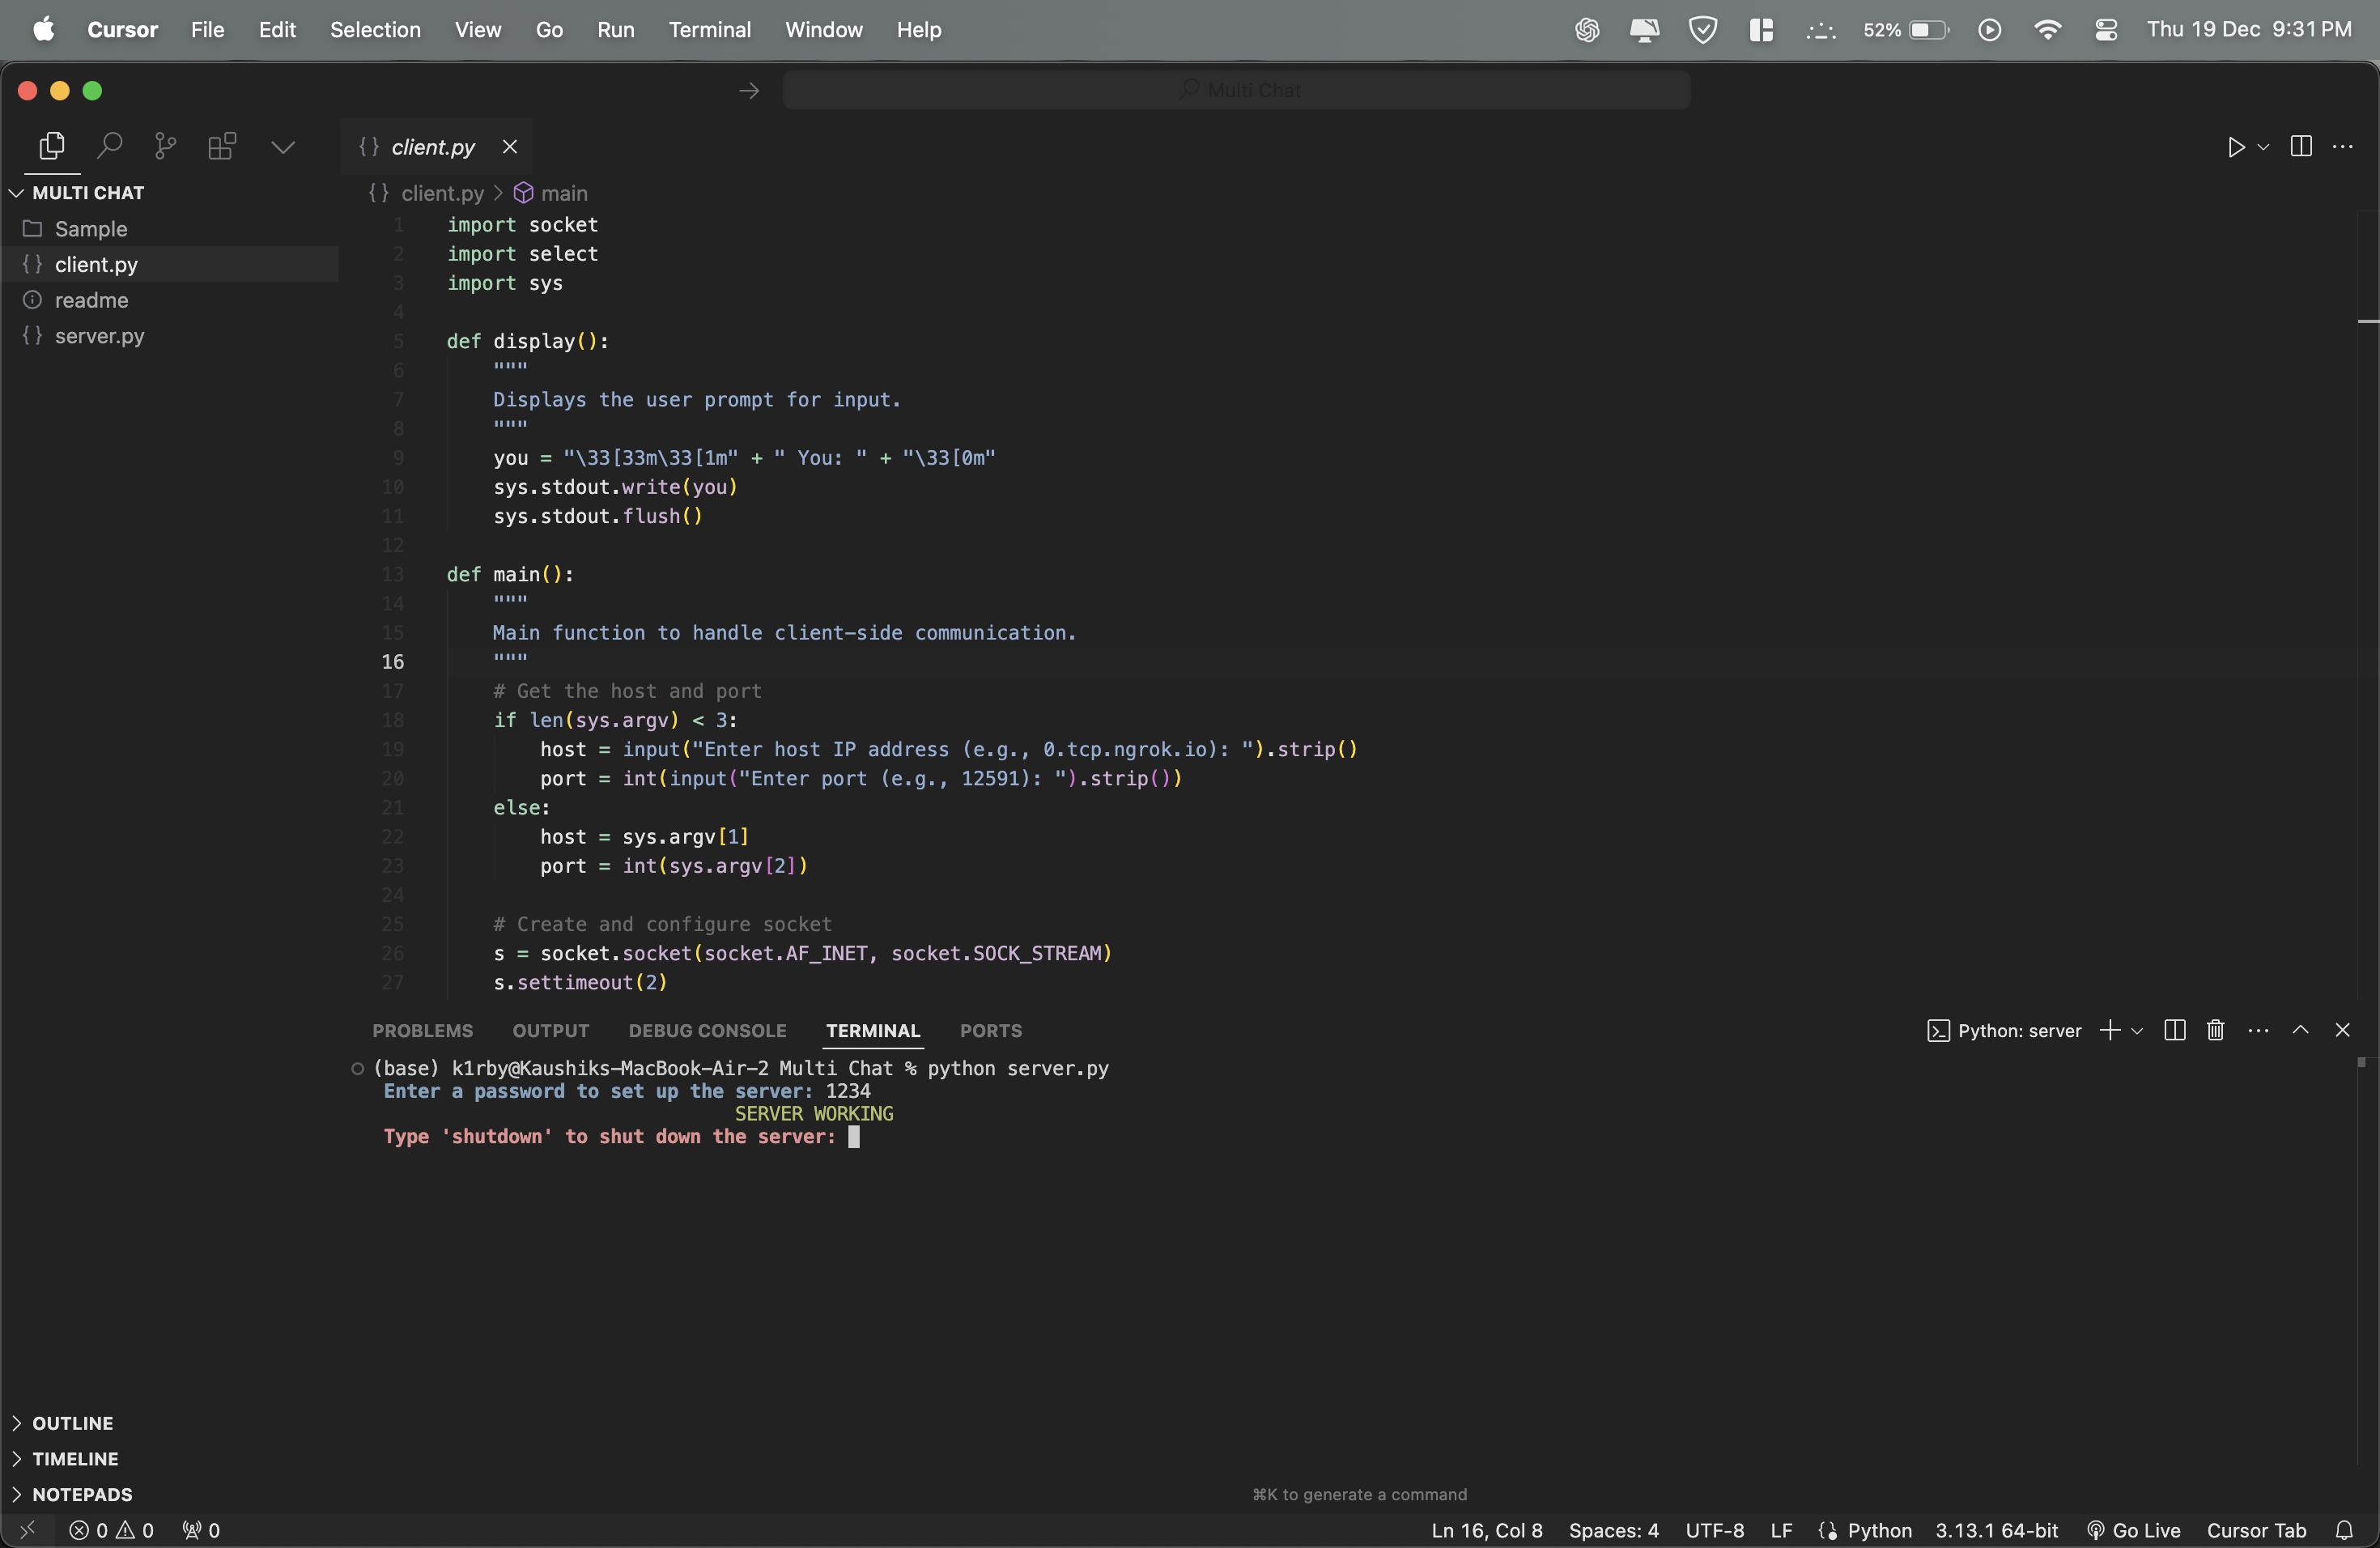 Cursor File Edit Selection View Go Run Terminal Window Help 52% Thu 19 Dec 9:31 PM
Multi Chat
client.py
MULTI CHAT
Sample
client.py
readme
server.py
client.py > main
1 import socket
2 import select
3 import sys
4
5 def display():
6 """
7 Displays the user prompt for input.
8 """
9 you = "\33[33m\33[1m" + " You: " + "\33[0m"
10 sys.stdout.write(you)
11 sys.stdout.flush()
12
13 def main():
14 """
15 Main function to handle client-side communication.
16 """
17 # Get the host and port
18 if len(sys.argv) < 3:
19 host = input("Enter host IP address (e.g., 0.tcp.ngrok.io): ").strip()
20 port = int(input("Enter port (e.g., 12591): ").strip())
21 else:
22 host = sys.argv[1]
23 port = int(sys.argv[2])
24
25 # Create and configure socket
26 s = socket.socket(socket.AF_INET, socket.SOCK_STREAM)
27 s.settimeout(2)
PROBLEMS OUTPUT DEBUG CONSOLE TERMINAL PORTS Python: server
(base) k1rby@Kaushiks-MacBook-Air-2 Multi Chat % python server.py
Enter a password to set up the server: 1234
SERVER WORKING
Type 'shutdown' to shut down the server:
OUTLINE
TIMELINE
NOTEPADS
⌘K to generate a command
0 0 0 Ln 16, Col 8 Spaces: 4 UTF-8 LF Python 3.13.1 64-bit Go Live Cursor Tab